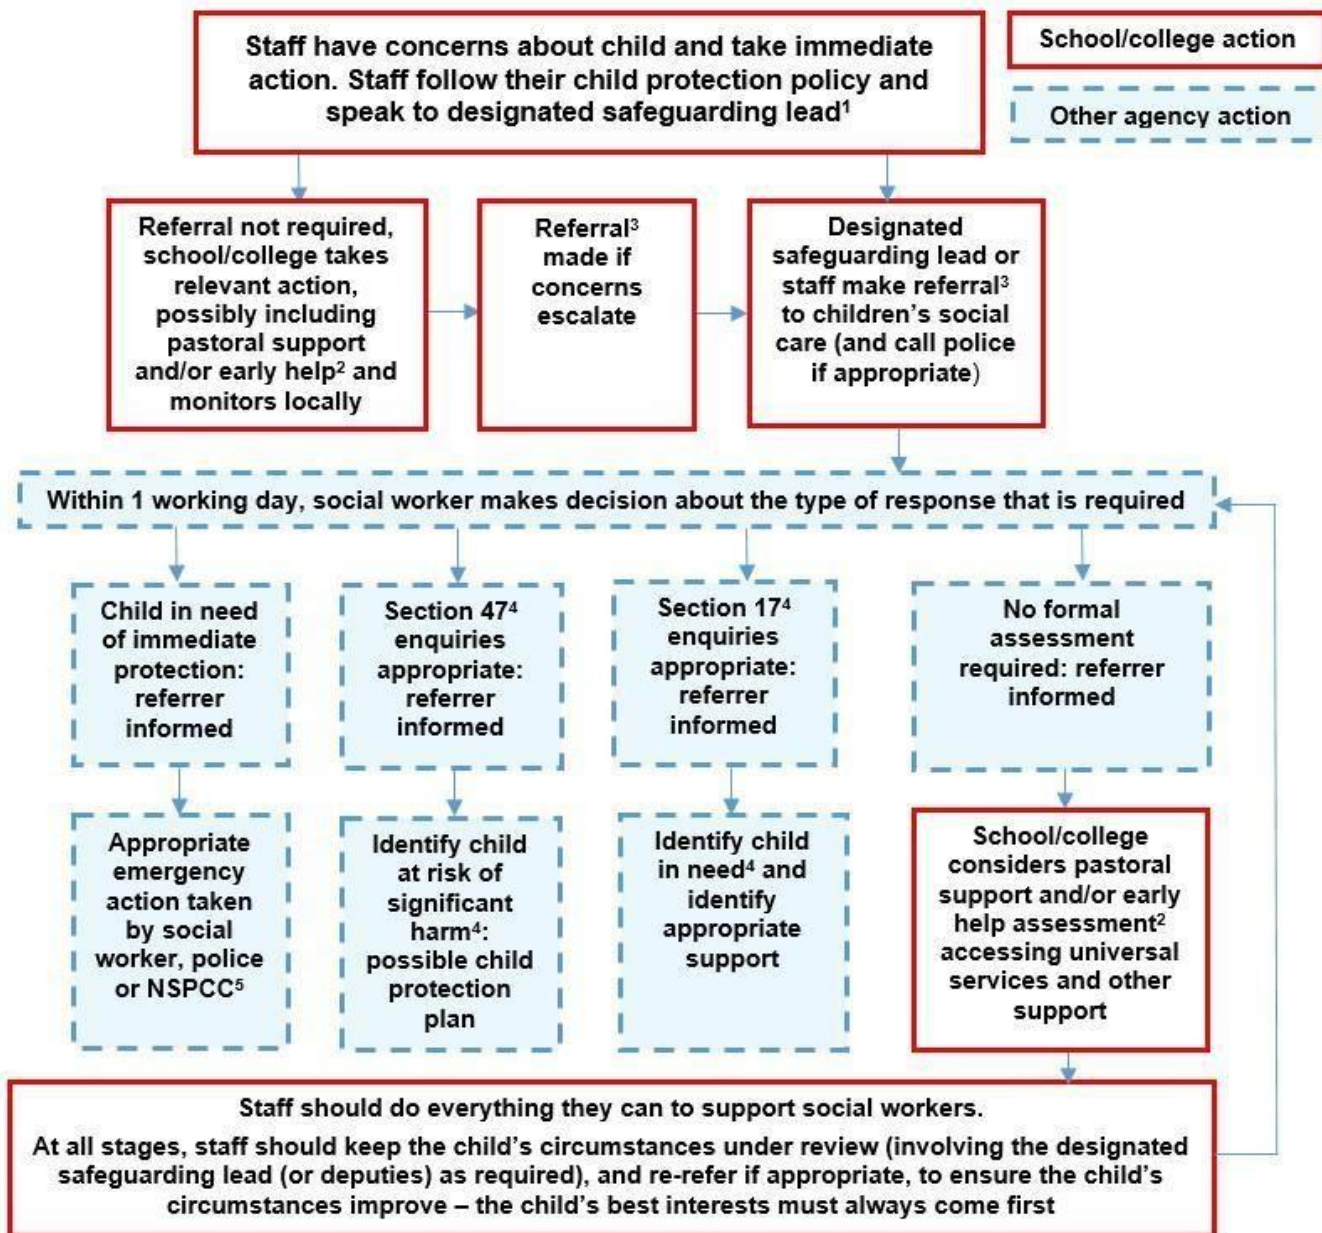 Staff have concerns about child and take immediate
action. Staff follow their child protection policy and
speak to designated safeguarding lead¹
School/college action
Other agency action
Referral not required,
school/college takes
relevant action,
possibly including
pastoral support
and/or early help² and
monitors locally
Referral³
made if
concerns
escalate
Designated
safeguarding lead or
staff make referral³
to children’s social
care (and call police
if appropriate)
Within 1 working day, social worker makes decision about the type of response that is required
Child in need
of immediate
protection:
referrer
informed
Section 47⁴
enquiries
appropriate:
referrer
informed
Section 17⁴
enquiries
appropriate:
referrer
informed
No formal
assessment
required: referrer
informed
Appropriate
emergency
action taken
by social
worker, police
or NSPCC⁵
Identify child
at risk of
significant
harm⁴:
possible child
protection
plan
Identify child
in need⁴ and
identify
appropriate
support
School/college
considers pastoral
support and/or early
help assessment²
accessing universal
services and other
support
Staff should do everything they can to support social workers.
At all stages, staff should keep the child’s circumstances under review (involving the designated
safeguarding lead (or deputies) as required), and re-refer if appropriate, to ensure the child’s
circumstances improve – the child’s best interests must always come first